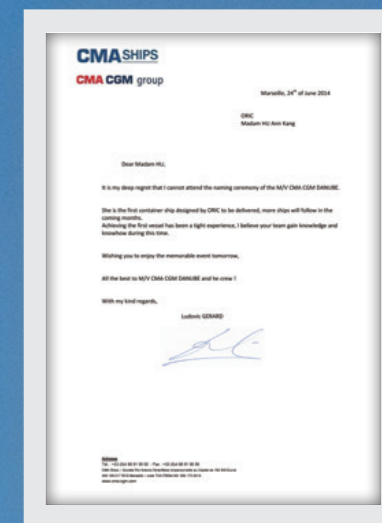 CMASHIPS
CMA CGM group
Marseille, 24th of June 2014
ORIC
Madam HU Ann Kang
Dear Madam HU,
It is my deep regret that I cannot attend the naming ceremony of the M/V CMA CGM DANUBE.
She is the first container ship designed by ORIC to be delivered, more ships will follow in the
coming months.
Achieving the first vessel has been a tight experience, I believe your team gain knowledge and
knowhow during this time.
Wishing you to enjoy the memorable event tomorrow,
All the best to M/V CMA CGM DANUBE and he crew !
With my kind regards,
Ludovic GERARD
www.cma-cgm.com